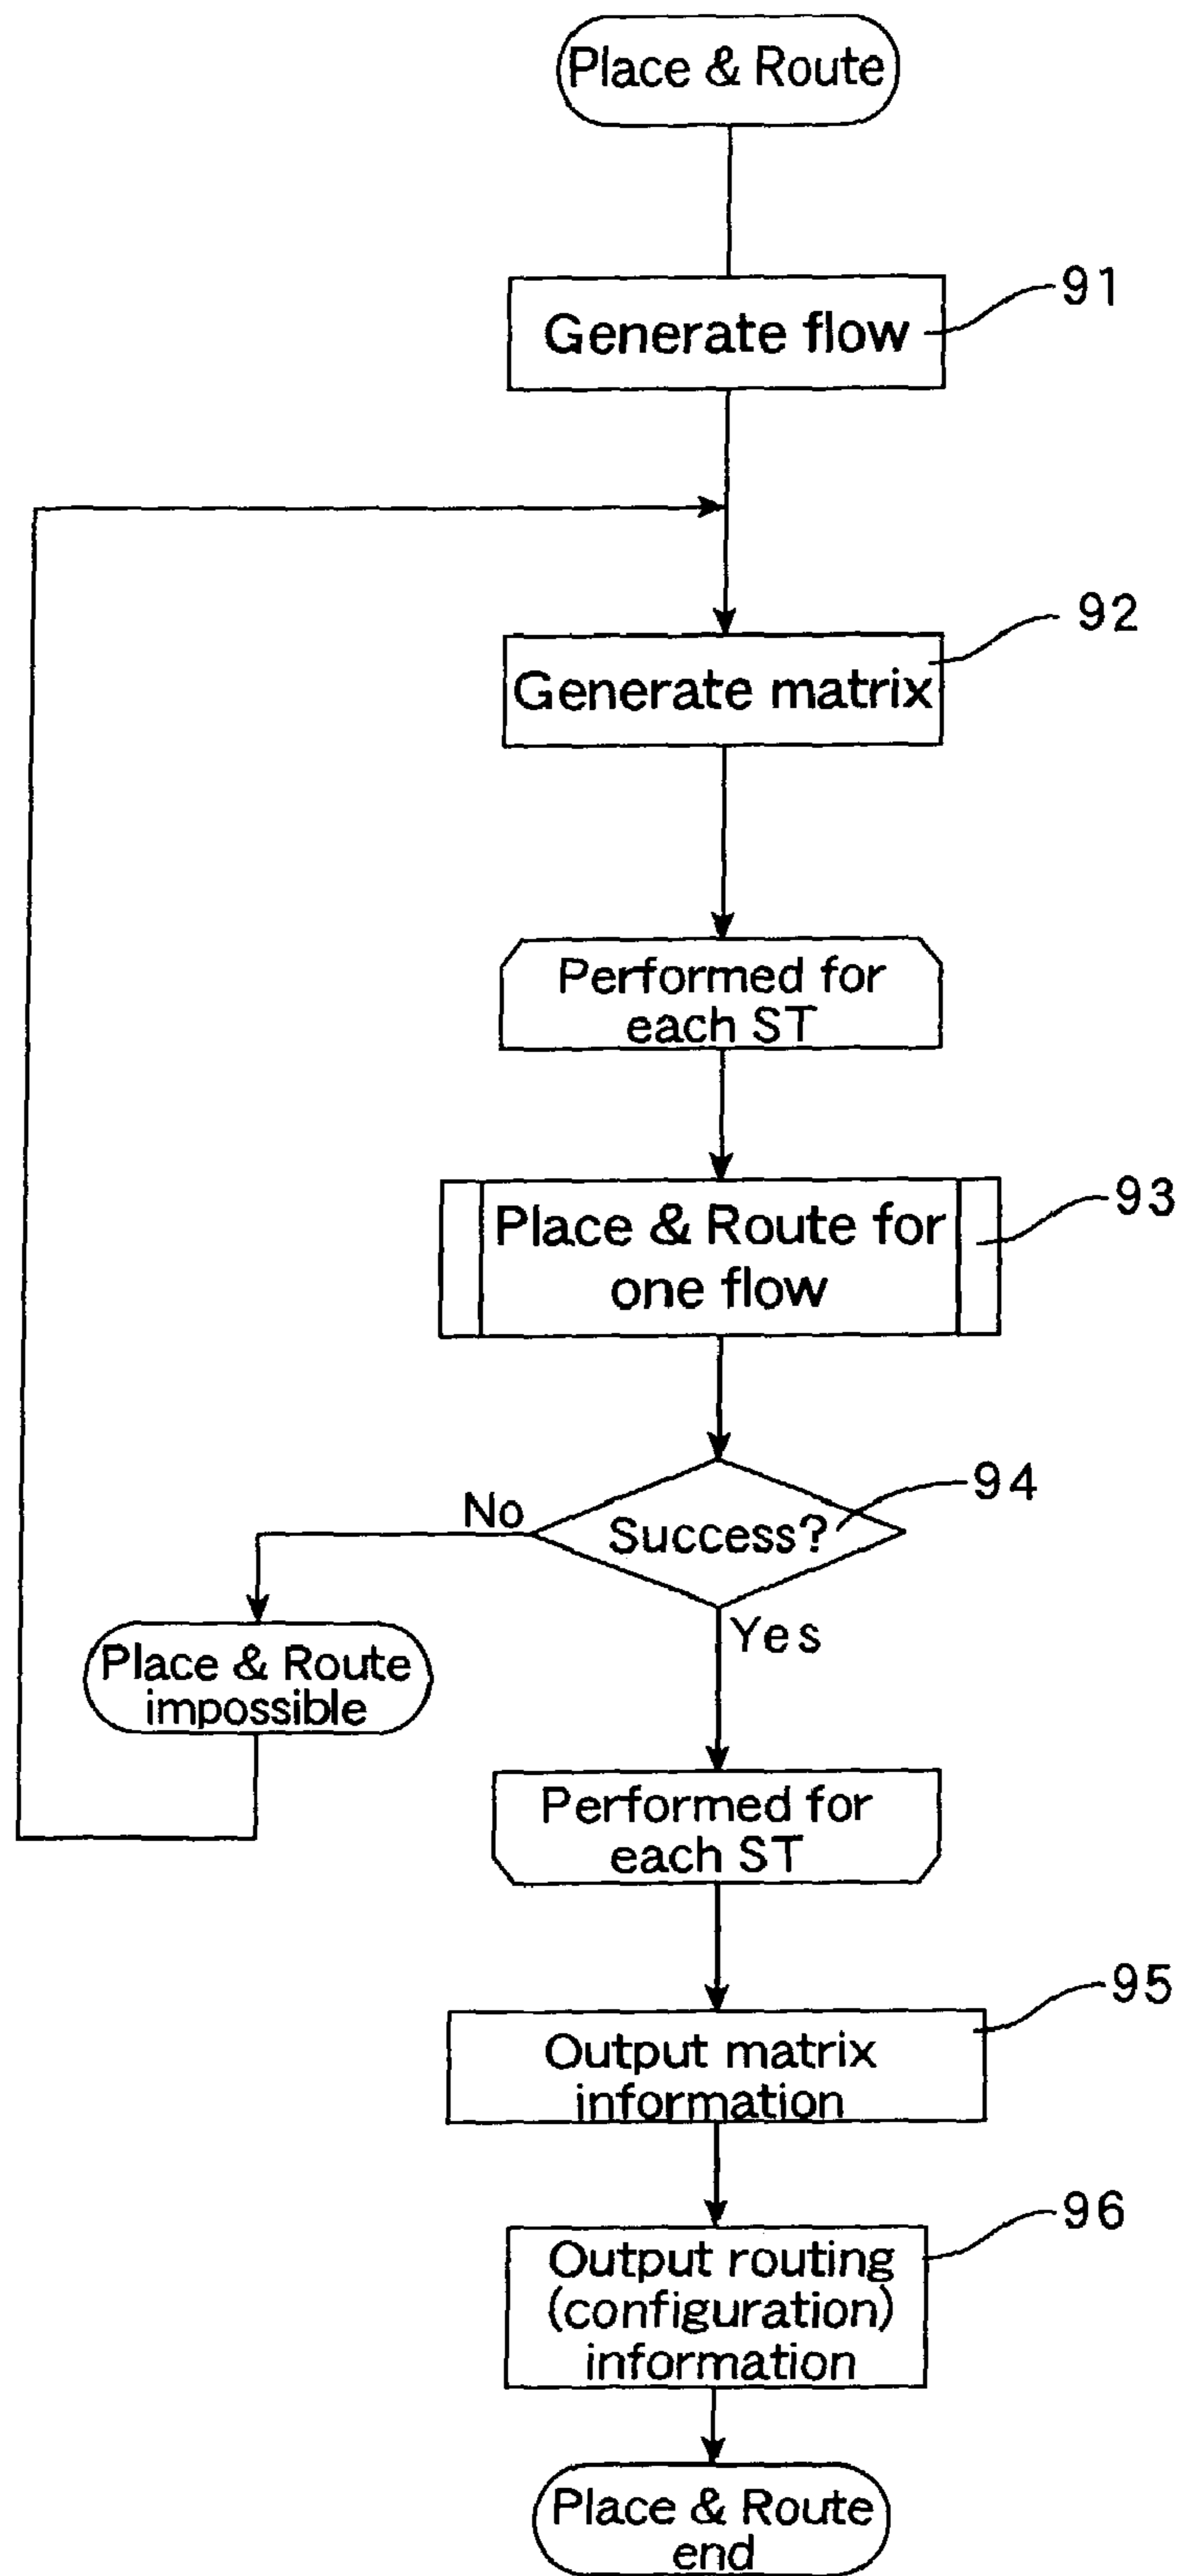 Place & Route
Generate flow
91
Generate matrix
92
Performed for
each ST
Place & Route for
one flow
93
Success?
94
No
Yes
Place & Route
impossible
Performed for
each ST
Output matrix
information
95
Output routing
(configuration)
information
96
Place & Route
end